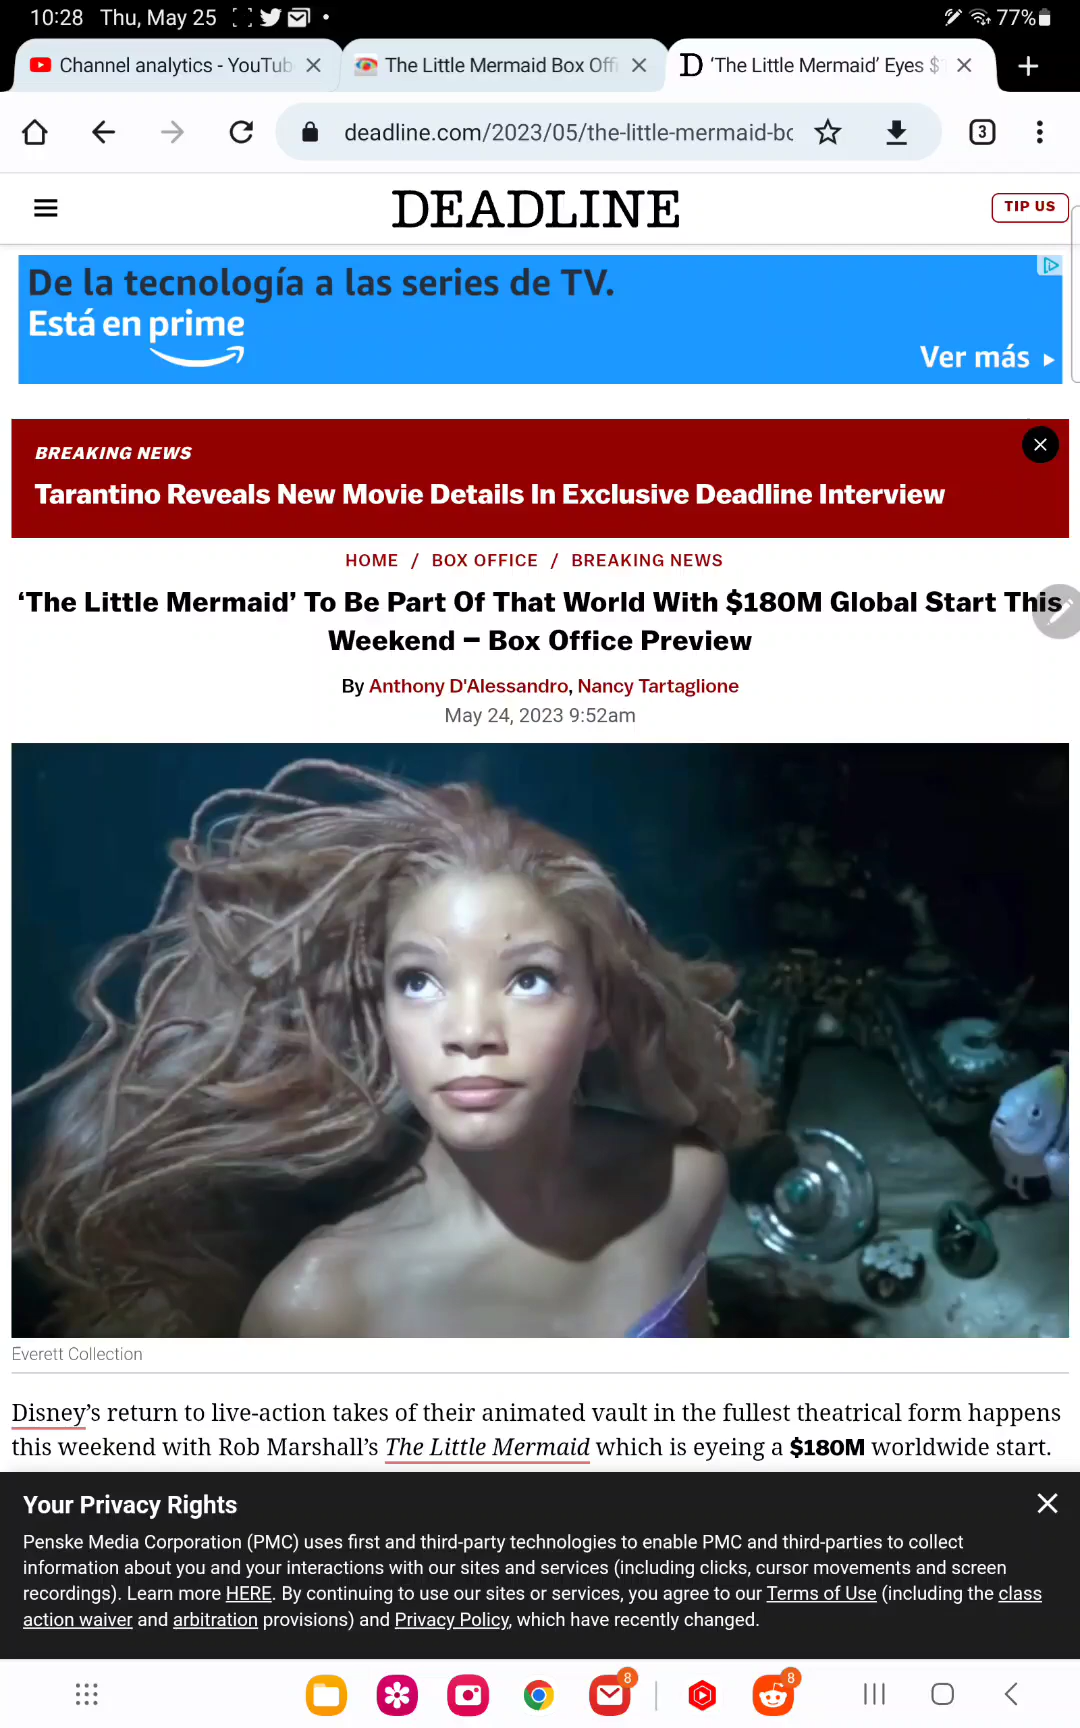 10:28 Thu, May 25
77%
Channel analytics - YouTub
The Little Mermaid Box Offi
D 'The Little Mermaid' Eyes $
deadline.com/2023/05/the-little-mermaid-bo
3
DEADLINE
TIP US
De la tecnología a las series de TV.
Está en prime
Ver más
BREAKING NEWS
Tarantino Reveals New Movie Details In Exclusive Deadline Interview
HOME / BOX OFFICE / BREAKING NEWS
‘The Little Mermaid’ To Be Part Of That World With $180M Global Start This
Weekend – Box Office Preview
By Anthony D'Alessandro, Nancy Tartaglione
May 24, 2023 9:52am
Everett Collection
Disney’s return to live-action takes of their animated vault in the fullest theatrical form happens
this weekend with Rob Marshall’s The Little Mermaid which is eyeing a $180M worldwide start.
Your Privacy Rights
Penske Media Corporation (PMC) uses first and third-party technologies to enable PMC and third-parties to collect
information about you and your interactions with our sites and services (including clicks, cursor movements and screen
recordings). Learn more HERE. By continuing to use our sites or services, you agree to our Terms of Use (including the class
action waiver and arbitration provisions) and Privacy Policy, which have recently changed.
8
8